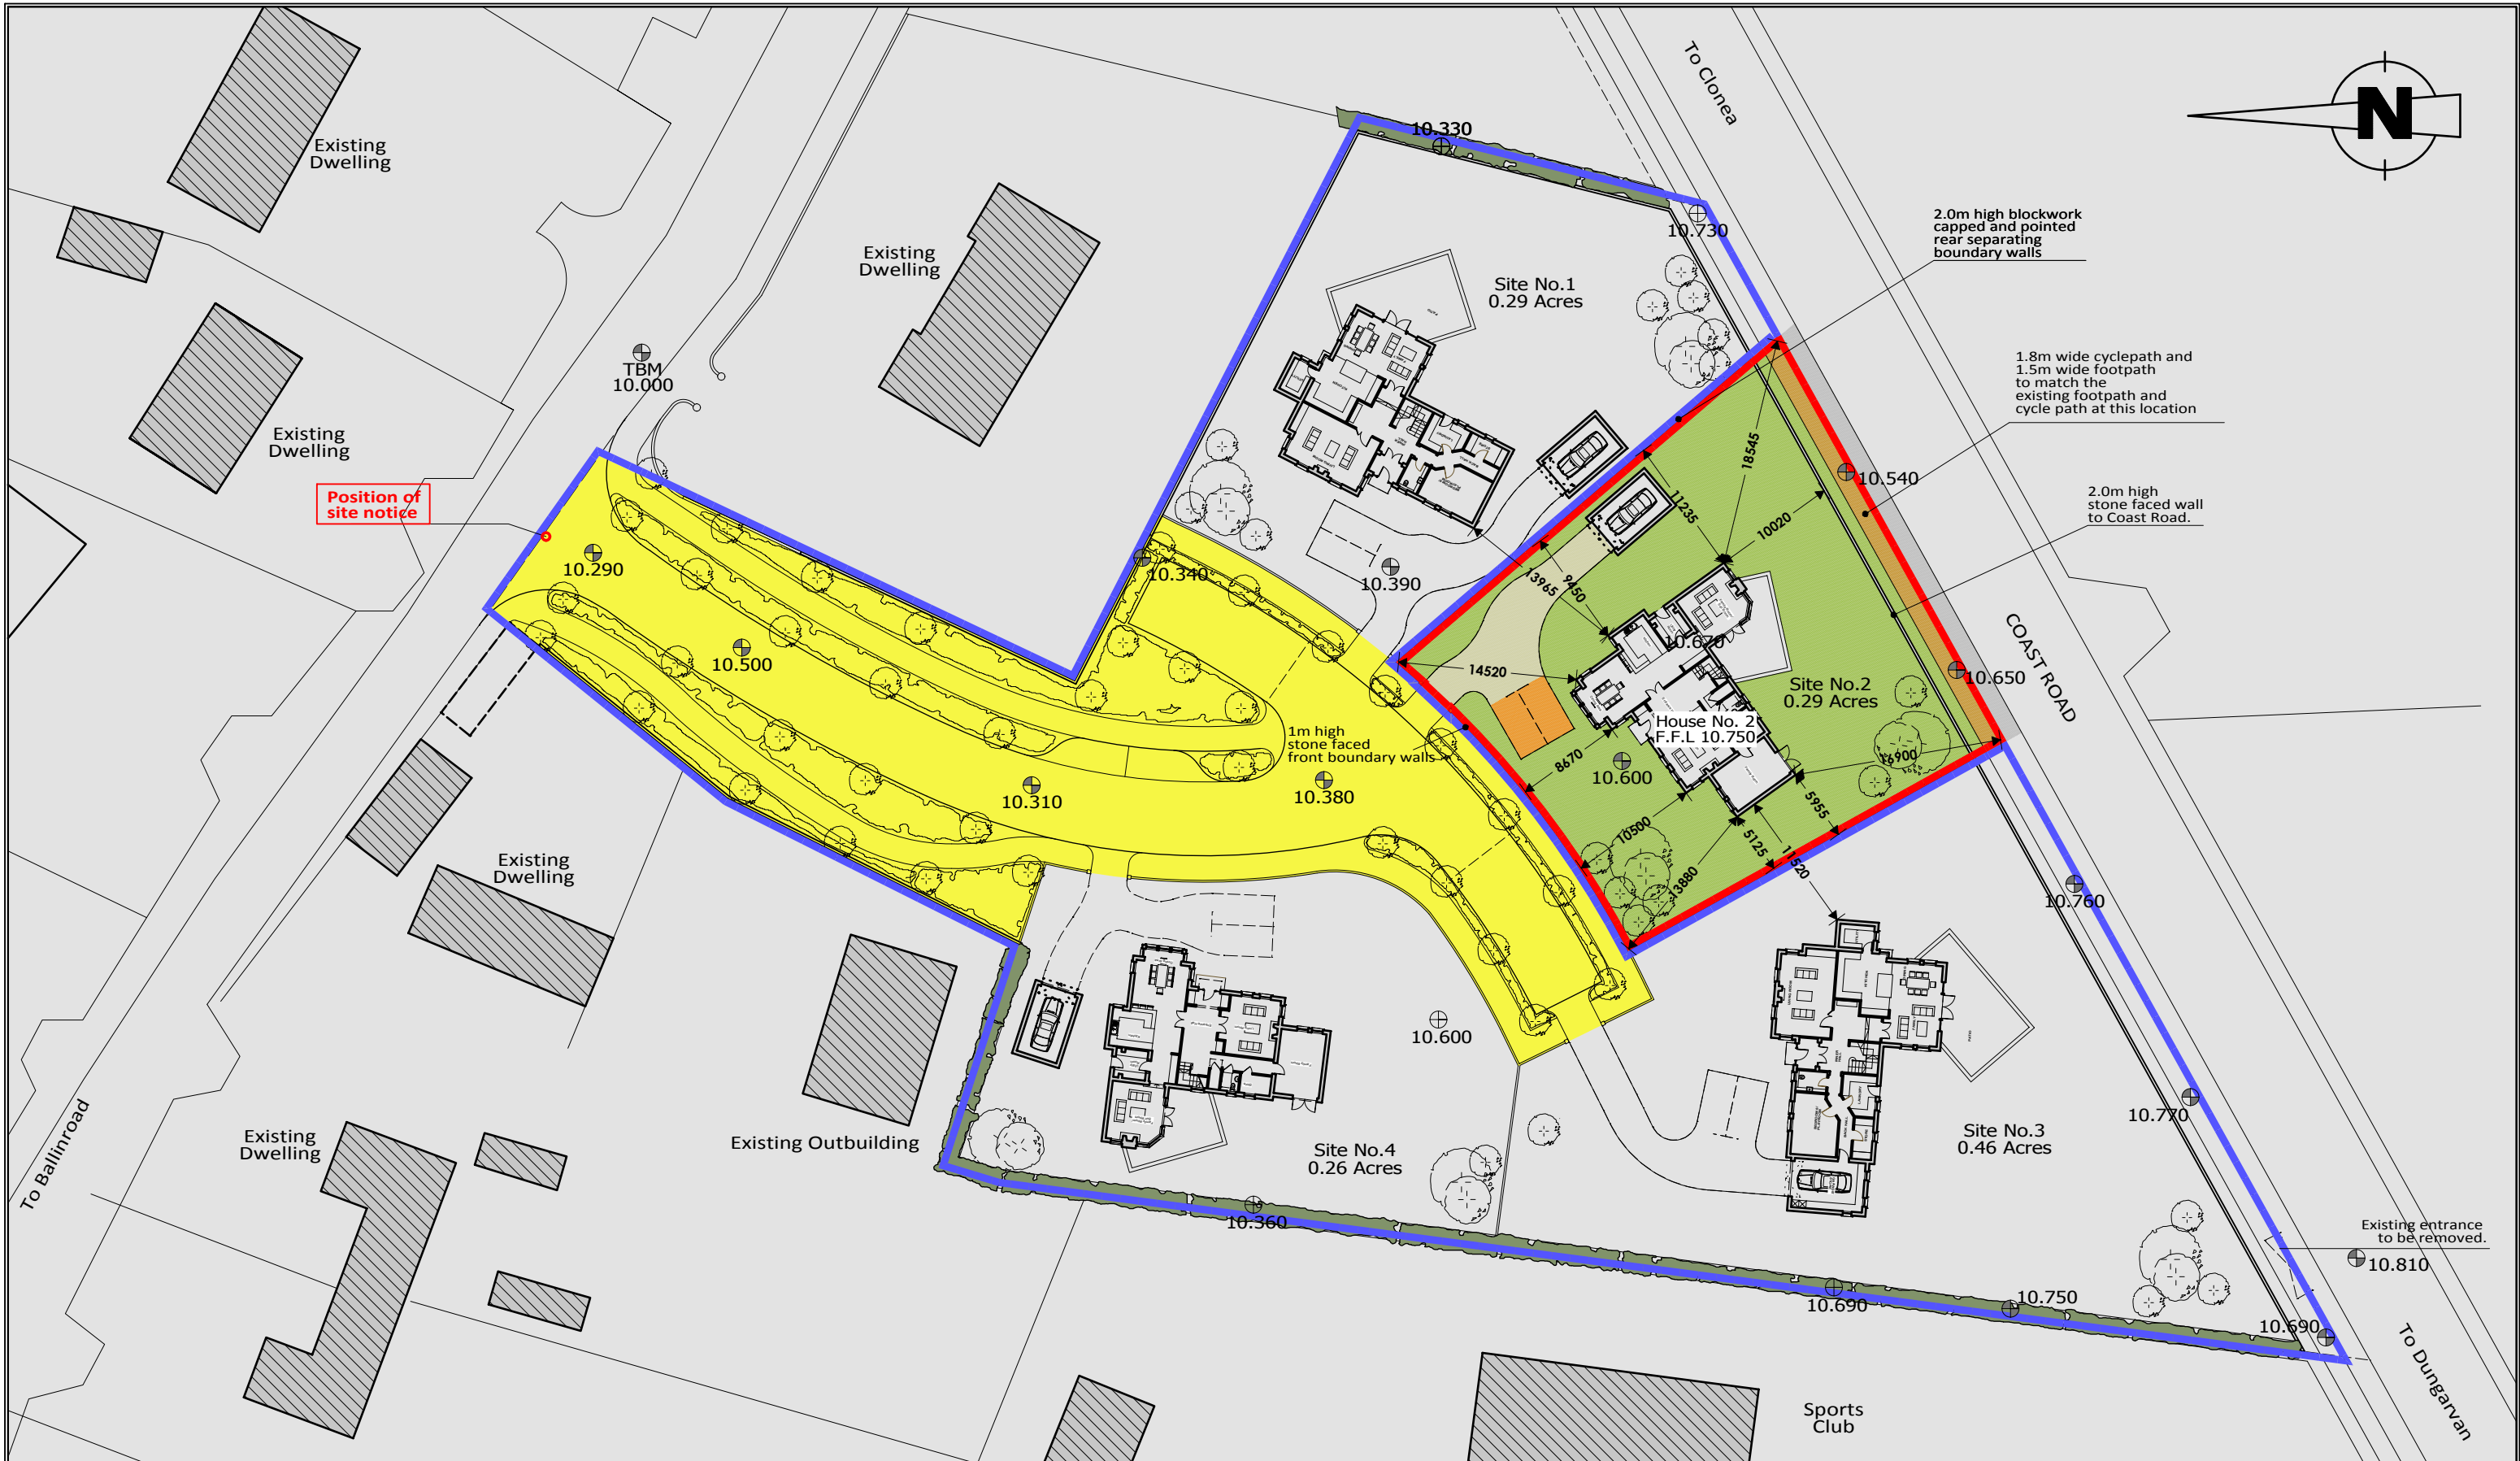 To Clonea
N
Existing
Dwelling
10.330
10.730
2.0m high blockwork
capped and pointed
rear separating
boundary walls
Existing
Dwelling
Site No.1
0.29 Acres
TBM
10.000
1.8m wide cyclepath and
1.5m wide footpath
to match the
existing footpath and
cycle path at this location
Existing
Dwelling
18545
10.540
Position of
site notice
11235
10020
2.0m high
stone faced wall
to Coast Road.
10.290
10.340
10.390
13965
9450
10.500
10.670
14520
COAST ROAD
10.650
Site No.2
0.29 Acres
House No. 2
F.F.L 10.750
1m high
stone faced
front boundary walls
8670
10.600
16900
10.310
10.380
5955
10500
5125
11520
13880
Existing
Dwelling
10.760
10.600
To Ballinroad
Existing
Dwelling
Existing Outbuilding
Site No.4
0.26 Acres
10.770
Site No.3
0.46 Acres
10.360
Existing entrance
to be removed.
10.810
10.690
10.750
10.690
To Dungarvan
Sports
Club